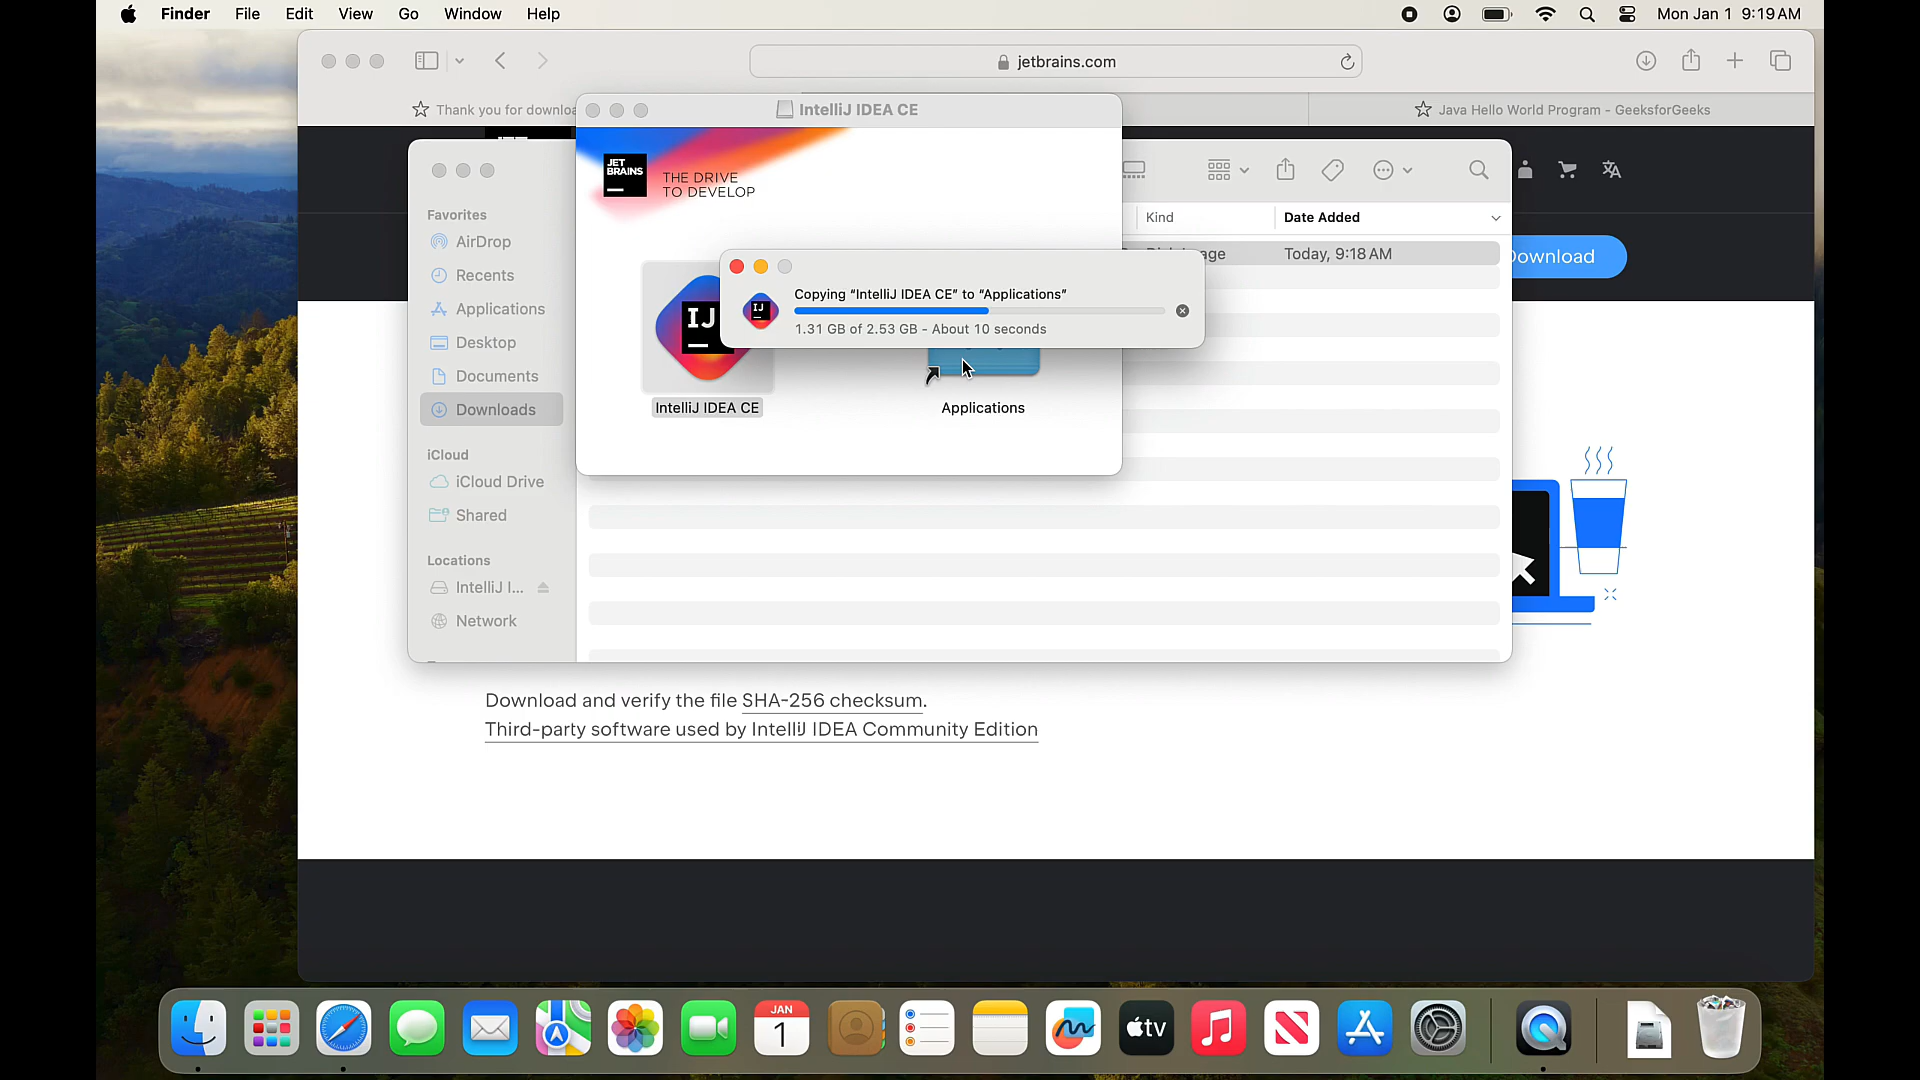 Finder File Edit View Go Window Help Mon Jan 1 9:19 AM
jetbrains.com
Thank you for downloa
IntelliJ IDEA CE
Java Hello World Program - GeeksforGeeks
JET
BRAINS
THE DRIVE
TO DEVELOP
Favorites
AirDrop
Recents
Applications
Desktop
Documents
Downloads
iCloud
iCloud Drive
Shared
Locations
IntelliJ I...
Network
Kind Date Added
Today, 9:18 AM
Download
Copying “IntelliJ IDEA CE” to “Applications”
1.31 GB of 2.53 GB - About 10 seconds
IJ
IJ
IntelliJ IDEA CE
Applications
Download and verify the file SHA-256 checksum.
Third-party software used by IntelliJ IDEA Community Edition
JAN
1
tv